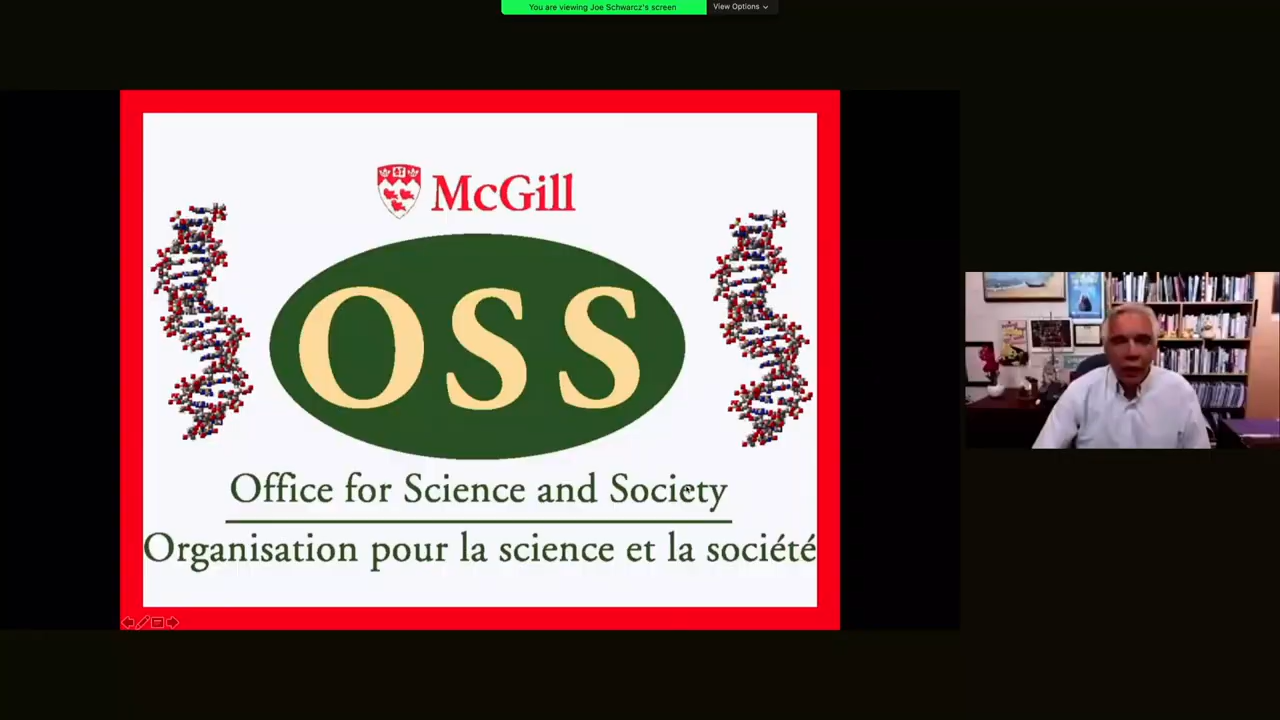 You are viewing Joe Schwarcz's screen
View Options
McGill
OSS
Office for Science and Society
Organisation pour la science et la société